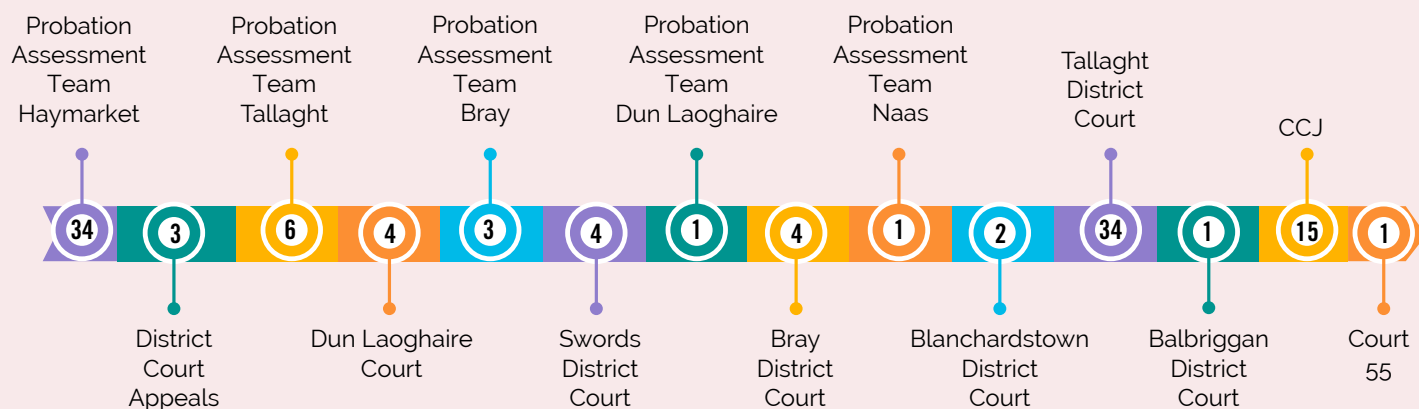 Probation
Assessment
Team
Haymarket
Probation
Assessment
Team
Tallaght
Probation
Assessment
Team
Bray
Probation
Assessment
Team
Dun Laoghaire
Probation
Assessment
Team
Naas
Tallaght
District
Court
CCJ
34
3
6
4
3
4
1
4
1
2
34
1
15
1
District
Court
Appeals
Dun Laoghaire
Court
Swords
District
Court
Bray
District
Court
Blanchardstown
District
Court
Balbriggan
District
Court
Court
55